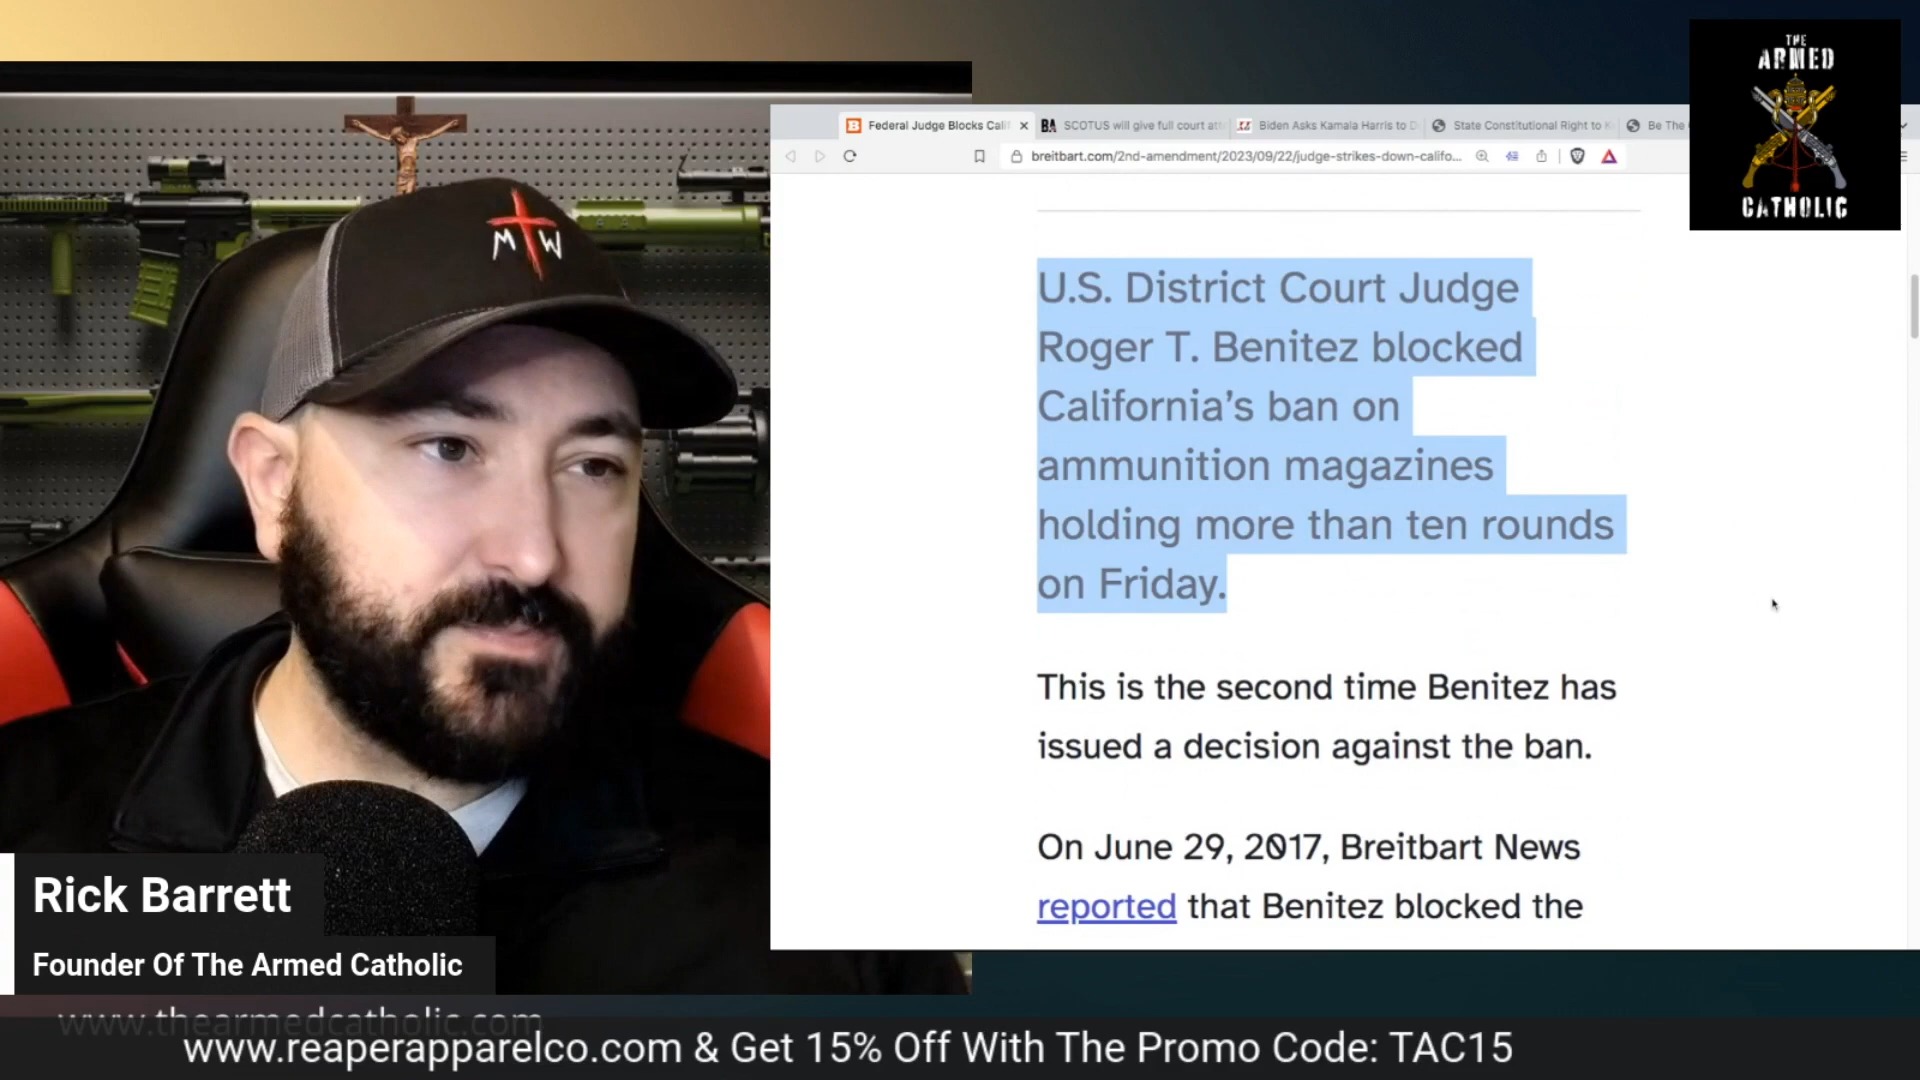 THE
ARMED
CATHOLIC
Federal Judge Blocks Calif
BA SCOTUS will give full court att
Biden Asks Kamala Harris to D
State Constitutional Right to K
Be The
breitbart.com/2nd-amendment/2023/09/22/judge-strikes-down-califo...
M W
U.S. District Court Judge
Roger T. Benitez blocked
California’s ban on
ammunition magazines
holding more than ten rounds
on Friday.
This is the second time Benitez has
issued a decision against the ban.
On June 29, 2017, Breitbart News
reported that Benitez blocked the
Rick Barrett
Founder Of The Armed Catholic
www.thearmedcatholic.com
www.reaperapparelco.com & Get 15% Off With The Promo Code: TAC15